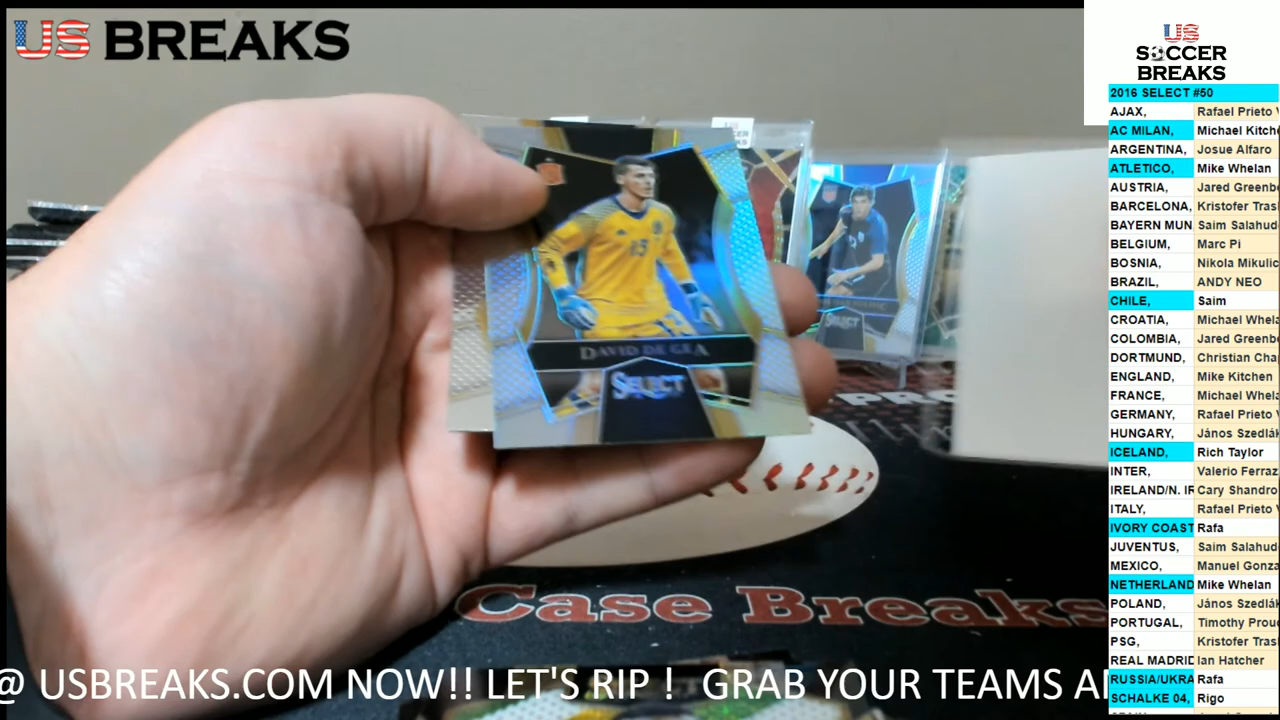 US BREAKS
US
SOCCER
BREAKS
2016 SELECT #50
AJAX, Rafael Prieto V
AC MILAN, Michael Kitche
ARGENTINA, Josue Alfaro
ATLETICO, Mike Whelan
AUSTRIA, Jared Greenb
BARCELONA, Kristofer Tras
BAYERN MUN Saim Salahud
BELGIUM, Marc Pi
BOSNIA, Nikola Mikulic
BRAZIL, ANDY NEO
CHILE, Saim
CROATIA, Michael Whela
COLOMBIA, Jared Greenbe
DORTMUND, Christian Cha
ENGLAND, Mike Kitchen
FRANCE, Michael Whela
GERMANY, Rafael Prieto V
HUNGARY, János Szedlák
ICELAND, Rich Taylor
INTER, Valerio Ferraz
IRELAND/N. IR Cary Shandro
ITALY, Rafael Prieto V
IVORY COAST Rafa
JUVENTUS, Saim Salahud
MEXICO, Manuel Gonza
NETHERLAND Mike Whelan
POLAND, János Szedlák
PORTUGAL, Timothy Proud
PSG, Kristofer Tras
REAL MADRID Ian Hatcher
RUSSIA/UKRA Rafa
SCHALKE 04, Rigo
13
DAVID DE GEA
SELECT
SELECT
PRO
Case Breaks
@ USBREAKS.COM NOW!! LET'S RIP ! GRAB YOUR TEAMS A